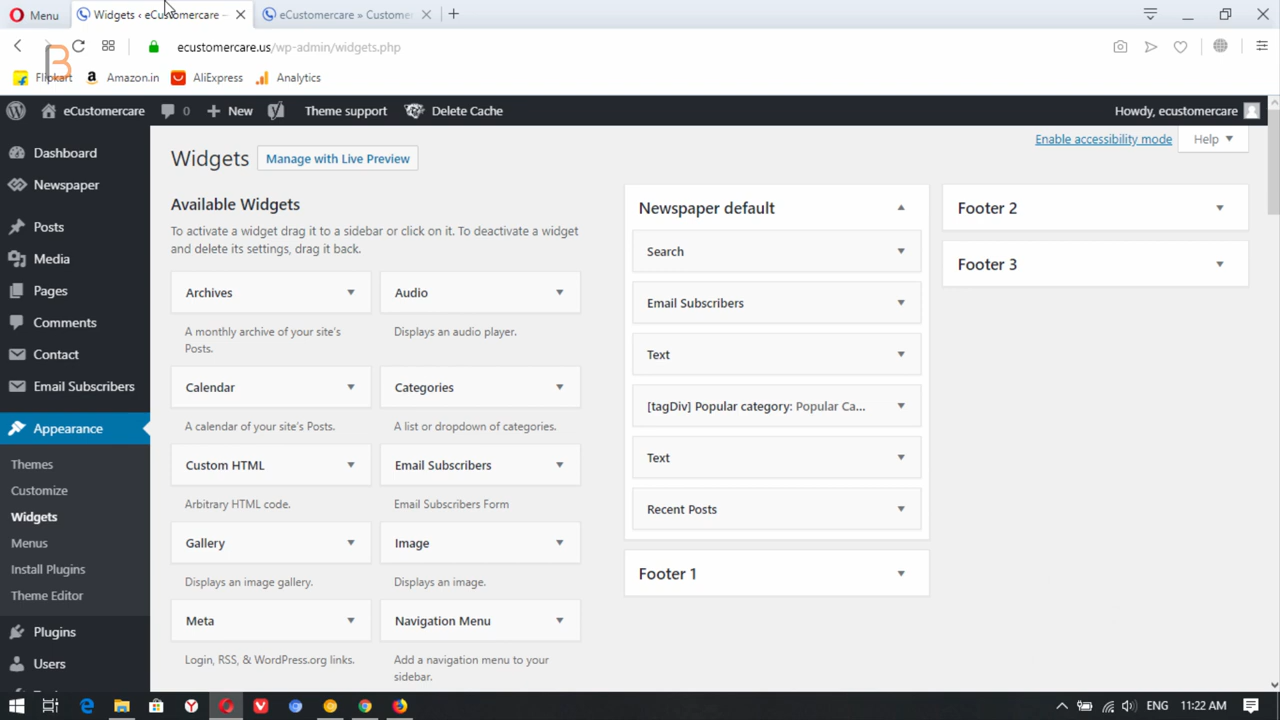 Menu
Widgets ‹ eCustomercare –
eCustomercare » Custome
ecustomercare.us/wp-admin/widgets.php
B
Flipkart
Amazon.in
AliExpress
Analytics
eCustomercare
0
New
Theme support
Delete Cache
Howdy, ecustomercare
Dashboard
Newspaper
Posts
Media
Pages
Comments
Contact
Email Subscribers
Appearance
Themes
Customize
Widgets
Menus
Install Plugins
Theme Editor
Plugins
Users
Enable accessibility mode
Help
Widgets
Manage with Live Preview
Available Widgets
To activate a widget drag it to a sidebar or click on it. To deactivate a widget
and delete its settings, drag it back.
Archives
A monthly archive of your site's
Posts.
Audio
Displays an audio player.
Calendar
A calendar of your site's Posts.
Categories
A list or dropdown of categories.
Custom HTML
Arbitrary HTML code.
Email Subscribers
Email Subscribers Form
Gallery
Displays an image gallery.
Image
Displays an image.
Meta
Login, RSS, & WordPress.org links.
Navigation Menu
Add a navigation menu to your
sidebar.
Newspaper default
Search
Email Subscribers
Text
[tagDiv] Popular category: Popular Ca...
Text
Recent Posts
Footer 1
Footer 2
Footer 3
ENG
11:22 AM